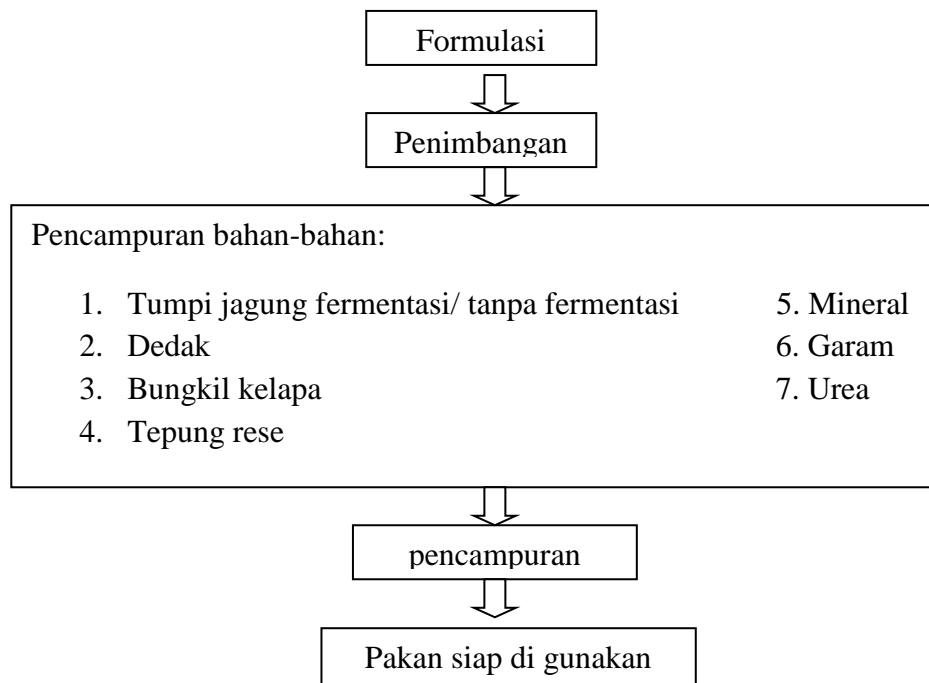 Formulasi
Penimbangan
Pencampuran bahan-bahan:
1. Tumpi jagung fermentasi/ tanpa fermentasi
2. Dedak
3. Bungkil kelapa
4. Tepung rese
5. Mineral
6. Garam
7. Urea
pencampuran
Pakan siap di gunakan